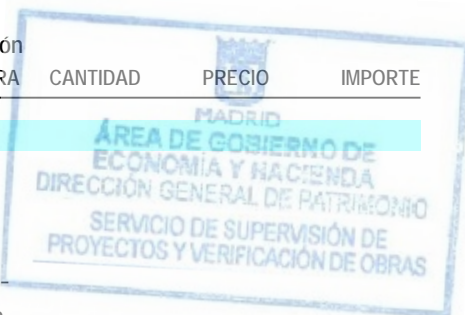 ón
RA CANTIDAD PRECIO IMPORTE
MADRID
ÁREA DE GOBIERNO DE
ECONOMÍA Y HACIENDA
DIRECCIÓN GENERAL DE PATRIMONIO
SERVICIO DE SUPERVISIÓN DE
PROYECTOS Y VERIFICACIÓN DE OBRAS